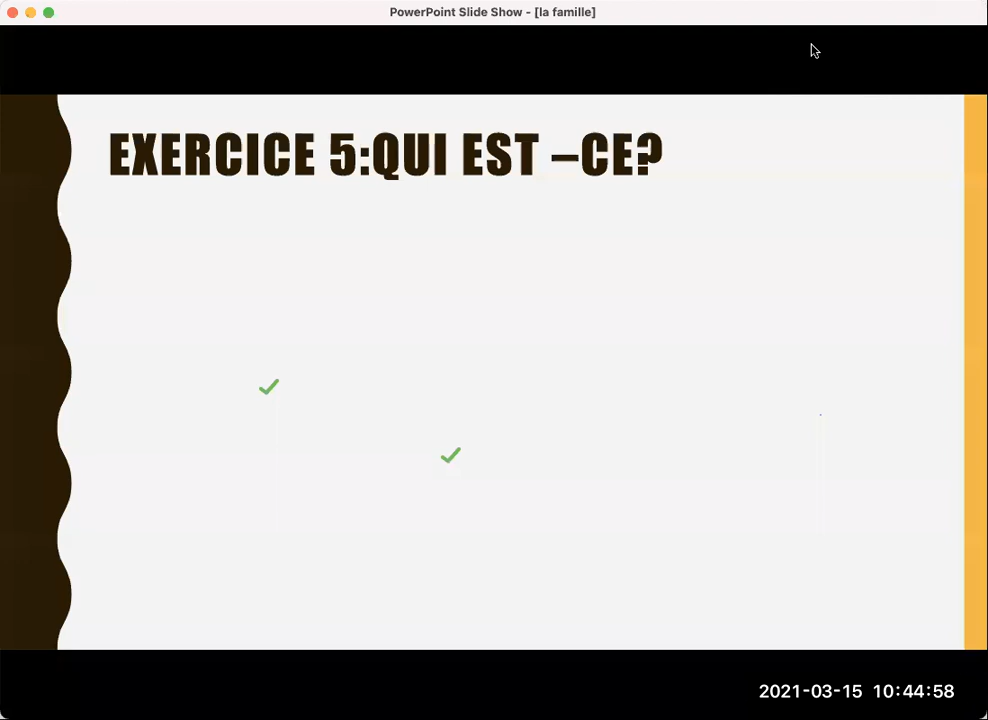 PowerPoint Slide Show - [la famille]
EXERCICE 5:QUI EST –CE?
2021-03-15 10:44:58